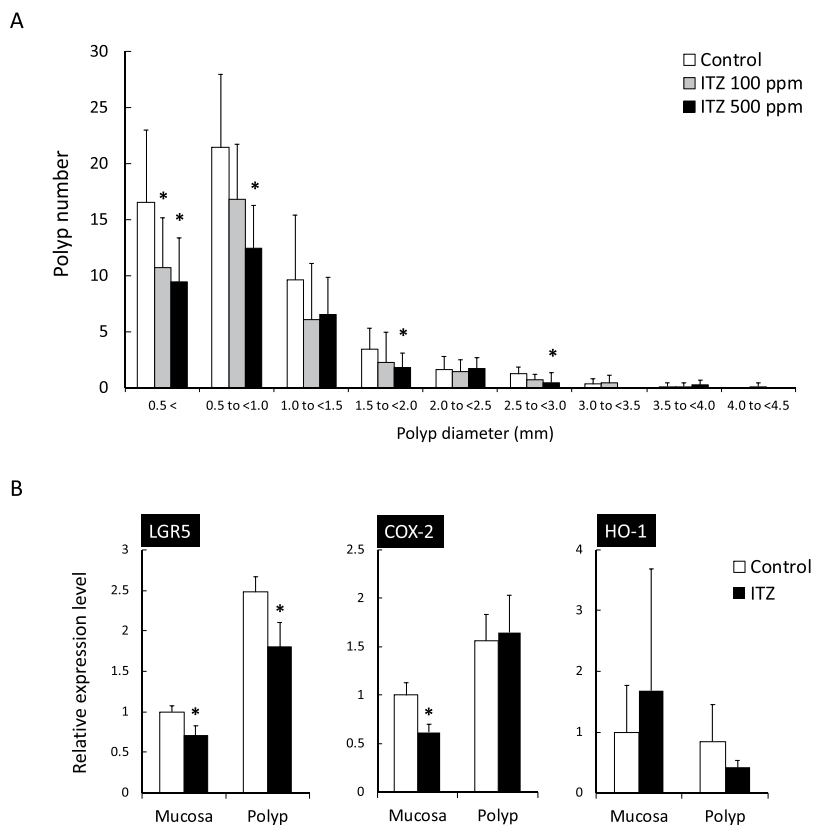 A
30
25
20
15
10
5
0
Polyp number
Control
ITZ 100 ppm
ITZ 500 ppm
* * * * *
0.5 < 0.5 to <1.0 1.0 to <1.5 1.5 to <2.0 2.0 to <2.5 2.5 to <3.0 3.0 to <3.5 3.5 to <4.0 4.0 to <4.5
Polyp diameter (mm)
B
LGR5
3
2.5
2
1.5
1
0.5
0
Relative expression level
* *
Mucosa Polyp
COX-2
2.5
2
1.5
1
0.5
0
*
Mucosa Polyp
HO-1
4
3
2
1
0
Mucosa Polyp
Control
ITZ